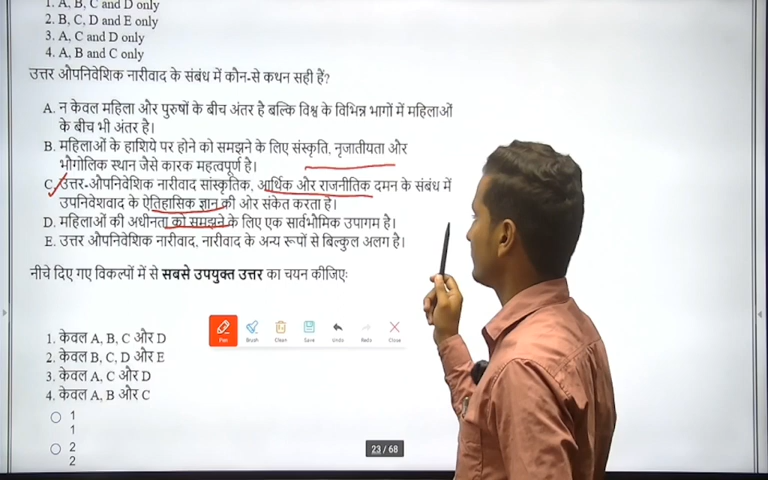 1. A, B, C and D only
2. B, C, D and E only
3. A, C and D only
4. A, B and C only
उत्तर औपनिवेशिक नारीवाद के संबंध में कौन-से कथन सही हैं?
A. न केवल महिला और पुरुषों के बीच अंतर है बल्कि विश्व के विभिन्न भागों में महिलाओं
के बीच भी अंतर है।
B. महिलाओं के हाशिये पर होने को समझने के लिए संस्कृति, नृजातीयता और
भौगोलिक स्थान जैसे कारक महत्वपूर्ण है।
C. उत्तर-औपनिवेशिक नारीवाद सांस्कृतिक, आर्थिक और राजनीतिक दमन के संबंध में
उपनिवेशवाद के ऐतिहासिक ज्ञान की ओर संकेत करता है।
D. महिलाओं की अधीनता को समझने के लिए एक सार्वभौमिक उपागम है।
E. उत्तर औपनिवेशिक नारीवाद, नारीवाद के अन्य रूपों से बिल्कुल अलग है।
नीचे दिए गए विकल्पों में से सबसे उपयुक्त उत्तर का चयन कीजिए:
Pen Brush Clean Save Undo Redo Close
1. केवल A, B, C और D
2. केवल B, C, D और E
3. केवल A, C और D
4. केवल A, B और C
1
1
2
2
23 / 68